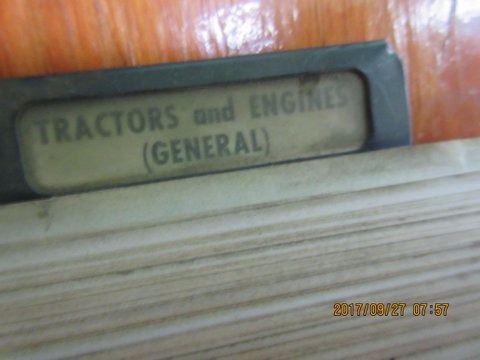 TRACTORS and ENGINES
(GENERAL)
2017/09/27 07:57